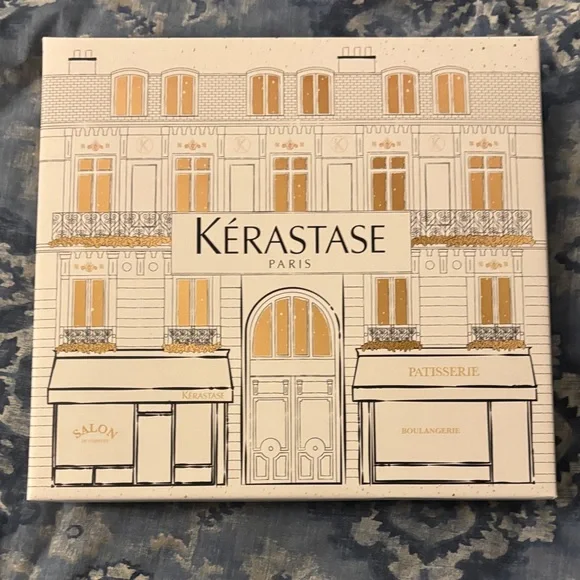 KÉRASTASE
PARIS
PATISSERIE
KÉRASTASE
SALON
BOULANGERIE